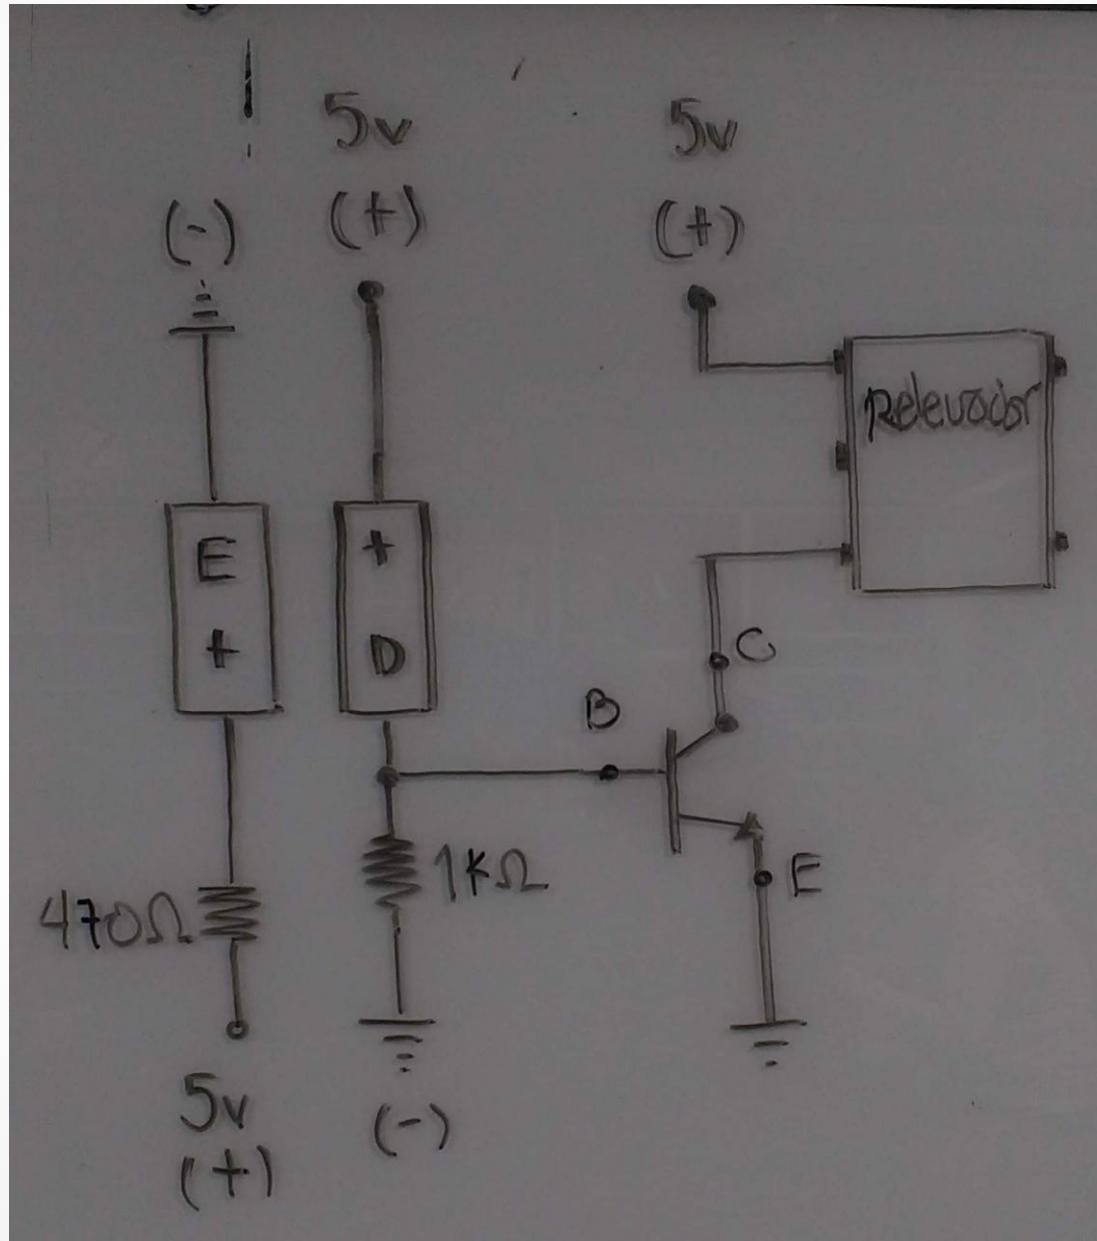 5v
5v
(-)
(+)
(+)
Relevador
E
+
+
D
C
B
470Ω
1KΩ
E
5v
(+)
(-)